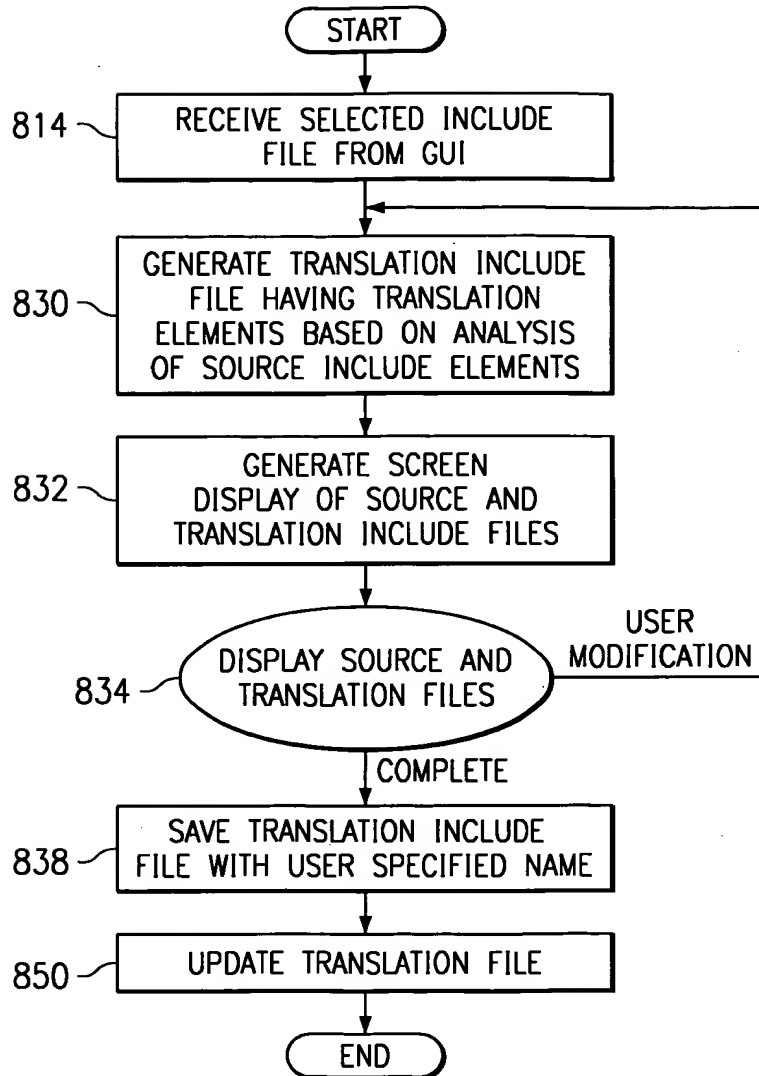 START
814
RECEIVE SELECTED INCLUDE
FILE FROM GUI
830
GENERATE TRANSLATION INCLUDE
FILE HAVING TRANSLATION
ELEMENTS BASED ON ANALYSIS
OF SOURCE INCLUDE ELEMENTS
832
GENERATE SCREEN
DISPLAY OF SOURCE AND
TRANSLATION INCLUDE FILES
834
DISPLAY SOURCE AND
TRANSLATION FILES
USER
MODIFICATION
COMPLETE
838
SAVE TRANSLATION INCLUDE
FILE WITH USER SPECIFIED NAME
850
UPDATE TRANSLATION FILE
END